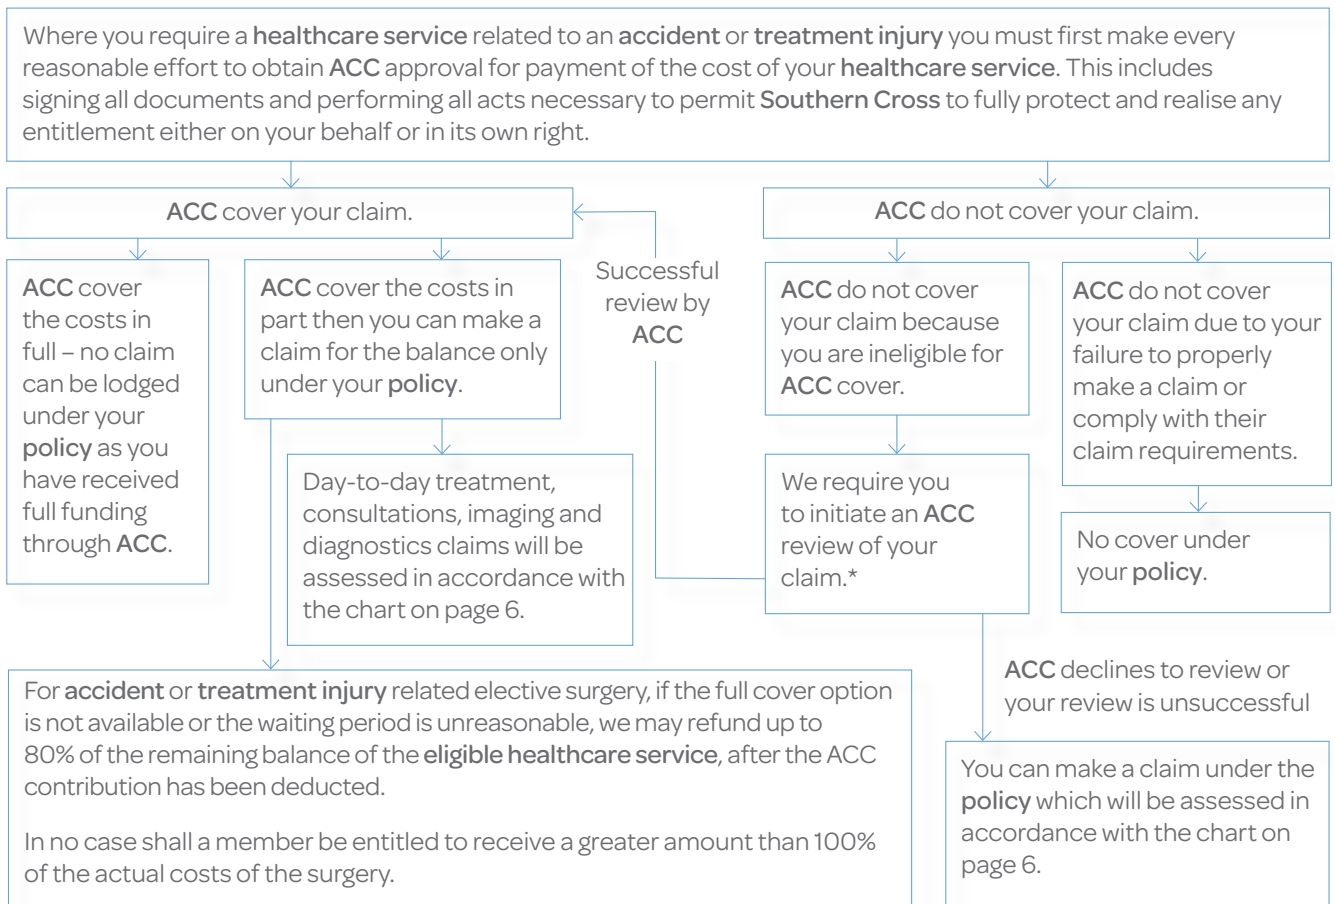 Where you require a healthcare service related to an accident or treatment injury you must first make every
reasonable effort to obtain ACC approval for payment of the cost of your healthcare service. This includes
signing all documents and performing all acts necessary to permit Southern Cross to fully protect and realise any
entitlement either on your behalf or in its own right.
ACC cover your claim.
ACC do not cover your claim.
ACC cover
the costs in
full – no claim
can be lodged
under your
policy as you
have received
full funding
through ACC.
ACC cover the costs in
part then you can make a
claim for the balance only
under your policy.
Successful
review by
ACC
ACC do not cover
your claim because
you are ineligible for
ACC cover.
ACC do not cover
your claim due to your
failure to properly
make a claim or
comply with their
claim requirements.
Day-to-day treatment,
consultations, imaging and
diagnostics claims will be
assessed in accordance with
the chart on page 6.
We require you
to initiate an ACC
review of your
claim.*
No cover under
your policy.
For accident or treatment injury related elective surgery, if the full cover option
is not available or the waiting period is unreasonable, we may refund up to
80% of the remaining balance of the eligible healthcare service, after the ACC
contribution has been deducted.
In no case shall a member be entitled to receive a greater amount than 100%
of the actual costs of the surgery.
ACC declines to review or
your review is unsuccessful
You can make a claim under the
policy which will be assessed in
accordance with the chart on
page 6.